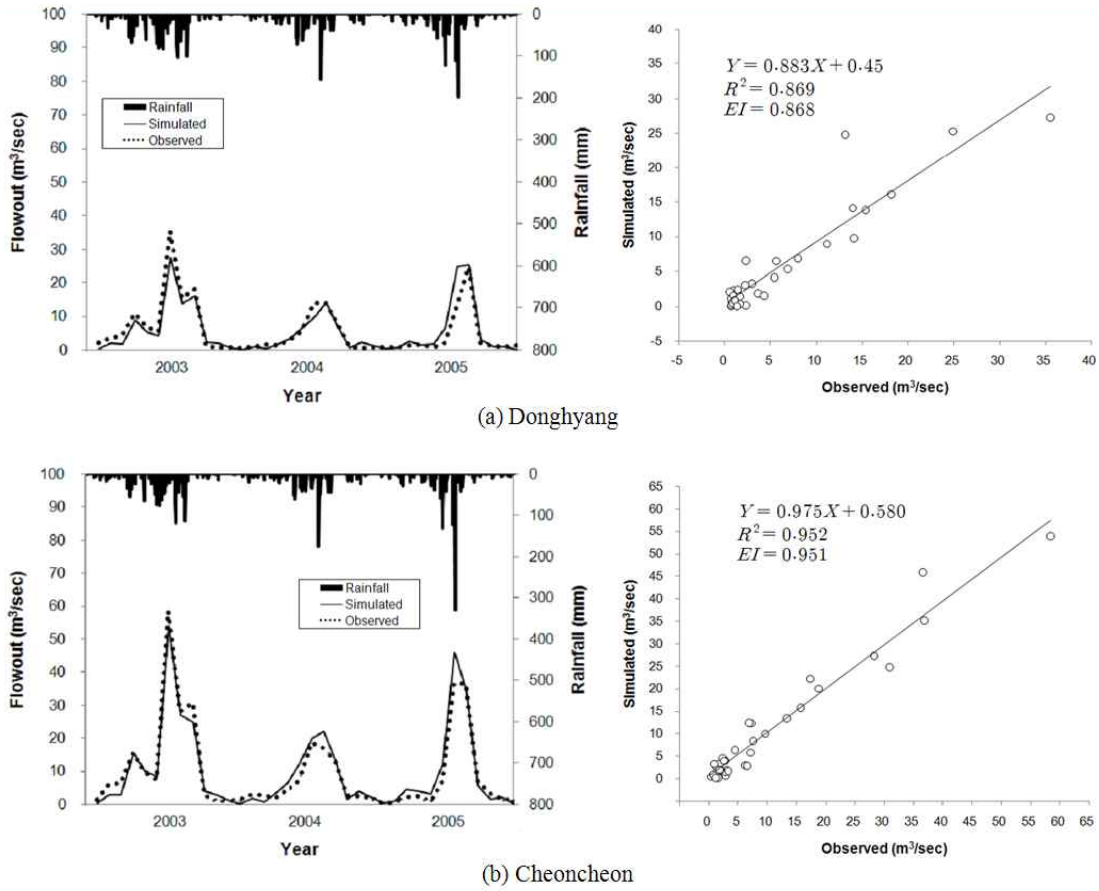 100
90
80
70
60
50
40
30
20
10
0
Flowout (m³/sec)
0
100
200
300
400
500
600
700
800
Rainfall (mm)
Rainfall
Simulated
Observed
2003 2004 2005
Year
40
35
30
25
20
15
10
5
0
-5
Simulated (m³/sec)
Y = 0.883X + 0.45
R² = 0.869
EI = 0.868
-5 0 5 10 15 20 25 30 35 40
Observed (m³/sec)
(a) Donghyang
100
90
80
70
60
50
40
30
20
10
0
Flowout (m³/sec)
0
100
200
300
400
500
600
700
800
Rainfall (mm)
Rainfall
Simulated
Observed
2003 2004 2005
Year
65
60
55
50
45
40
35
30
25
20
15
10
5
0
Simulated (m³/sec)
Y = 0.975X + 0.580
R² = 0.952
EI = 0.951
0 5 10 15 20 25 30 35 40 45 50 55 60 65
Observed (m³/sec)
(b) Cheoncheon